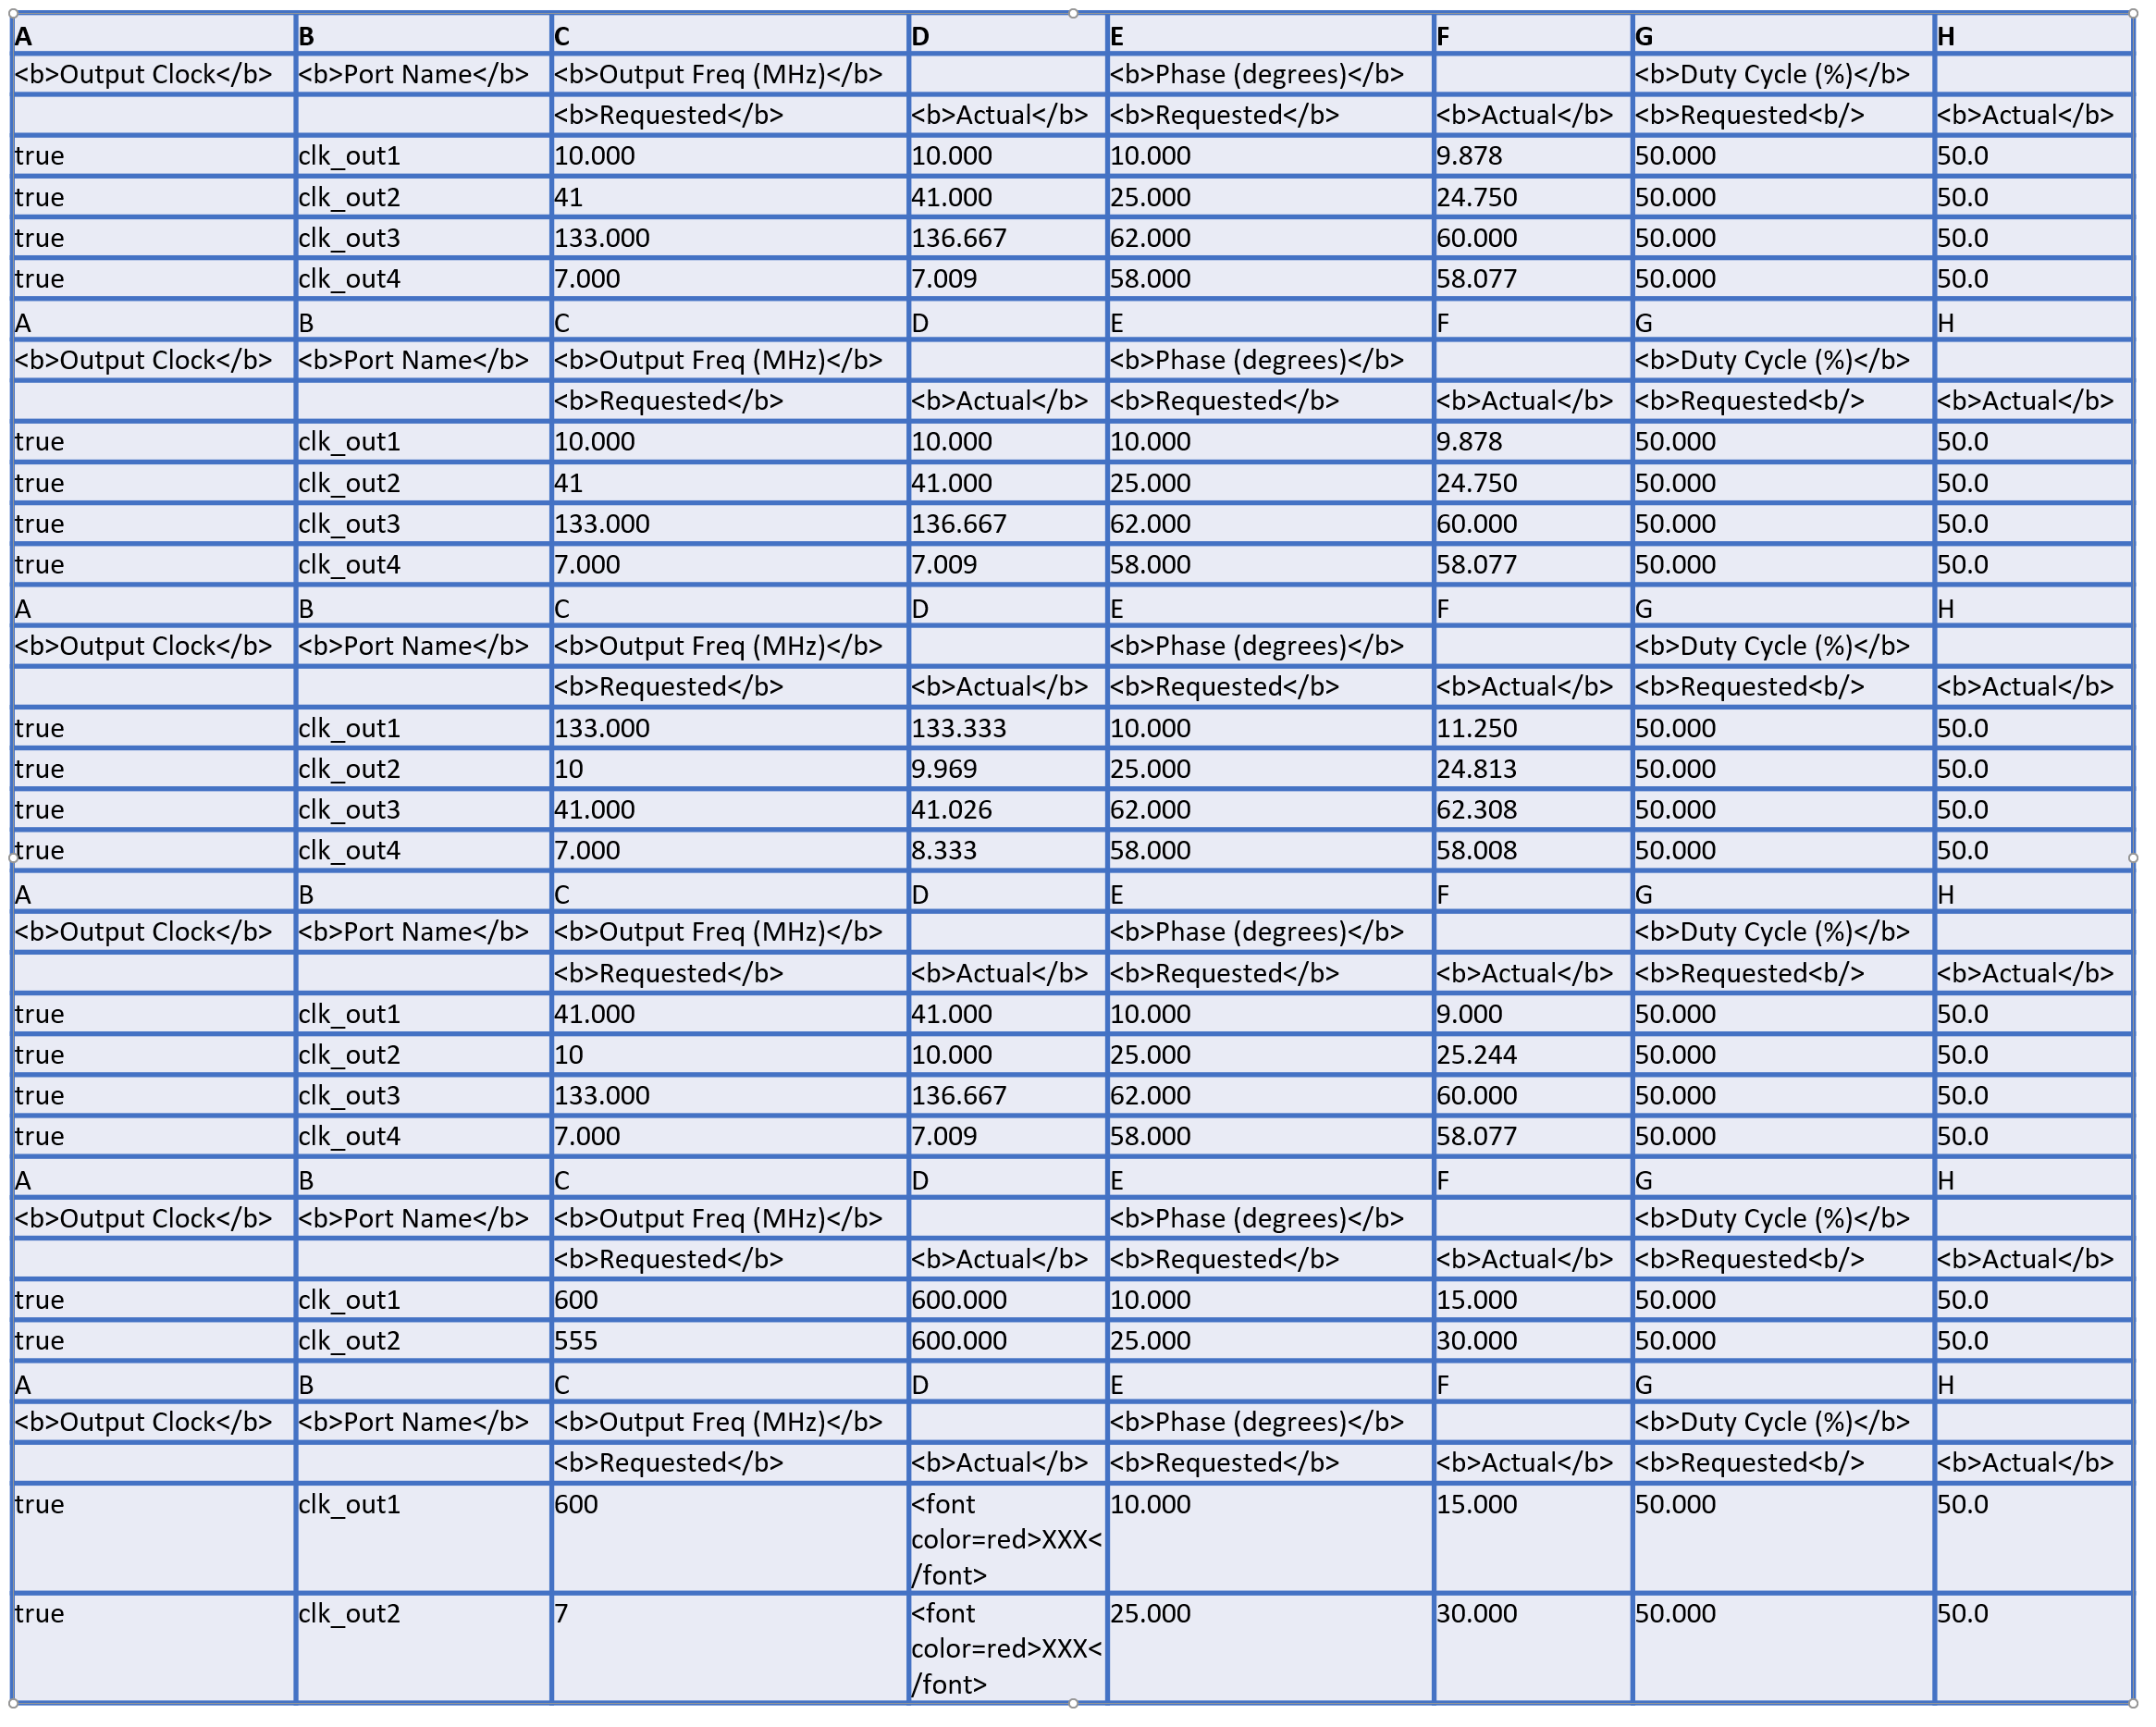 A B C D E F G H
<b>Output Clock</b> <b>Port Name</b> <b>Output Freq (MHz)</b> <b>Phase (degrees)</b> <b>Duty Cycle (%)</b>
<b>Requested</b> <b>Actual</b> <b>Requested</b> <b>Actual</b> <b>Requested<b/> <b>Actual</b>
true clk_out1 10.000 10.000 10.000 9.878 50.000 50.0
true clk_out2 41 41.000 25.000 24.750 50.000 50.0
true clk_out3 133.000 136.667 62.000 60.000 50.000 50.0
true clk_out4 7.000 7.009 58.000 58.077 50.000 50.0
A B C D E F G H
<b>Output Clock</b> <b>Port Name</b> <b>Output Freq (MHz)</b> <b>Phase (degrees)</b> <b>Duty Cycle (%)</b>
<b>Requested</b> <b>Actual</b> <b>Requested</b> <b>Actual</b> <b>Requested<b/> <b>Actual</b>
true clk_out1 10.000 10.000 10.000 9.878 50.000 50.0
true clk_out2 41 41.000 25.000 24.750 50.000 50.0
true clk_out3 133.000 136.667 62.000 60.000 50.000 50.0
true clk_out4 7.000 7.009 58.000 58.077 50.000 50.0
A B C D E F G H
<b>Output Clock</b> <b>Port Name</b> <b>Output Freq (MHz)</b> <b>Phase (degrees)</b> <b>Duty Cycle (%)</b>
<b>Requested</b> <b>Actual</b> <b>Requested</b> <b>Actual</b> <b>Requested<b/> <b>Actual</b>
true clk_out1 133.000 133.333 10.000 11.250 50.000 50.0
true clk_out2 10 9.969 25.000 24.813 50.000 50.0
true clk_out3 41.000 41.026 62.000 62.308 50.000 50.0
true clk_out4 7.000 8.333 58.000 58.008 50.000 50.0
A B C D E F G H
<b>Output Clock</b> <b>Port Name</b> <b>Output Freq (MHz)</b> <b>Phase (degrees)</b> <b>Duty Cycle (%)</b>
<b>Requested</b> <b>Actual</b> <b>Requested</b> <b>Actual</b> <b>Requested<b/> <b>Actual</b>
true clk_out1 41.000 41.000 10.000 9.000 50.000 50.0
true clk_out2 10 10.000 25.000 25.244 50.000 50.0
true clk_out3 133.000 136.667 62.000 60.000 50.000 50.0
true clk_out4 7.000 7.009 58.000 58.077 50.000 50.0
A B C D E F G H
<b>Output Clock</b> <b>Port Name</b> <b>Output Freq (MHz)</b> <b>Phase (degrees)</b> <b>Duty Cycle (%)</b>
<b>Requested</b> <b>Actual</b> <b>Requested</b> <b>Actual</b> <b>Requested<b/> <b>Actual</b>
true clk_out1 600 600.000 10.000 15.000 50.000 50.0
true clk_out2 555 600.000 25.000 30.000 50.000 50.0
A B C D E F G H
<b>Output Clock</b> <b>Port Name</b> <b>Output Freq (MHz)</b> <b>Phase (degrees)</b> <b>Duty Cycle (%)</b>
<b>Requested</b> <b>Actual</b> <b>Requested</b> <b>Actual</b> <b>Requested<b/> <b>Actual</b>
true clk_out1 600 <font 10.000 15.000 50.000 50.0
color=red>XXX<
/font>
true clk_out2 7 <font 25.000 30.000 50.000 50.0
color=red>XXX<
/font>